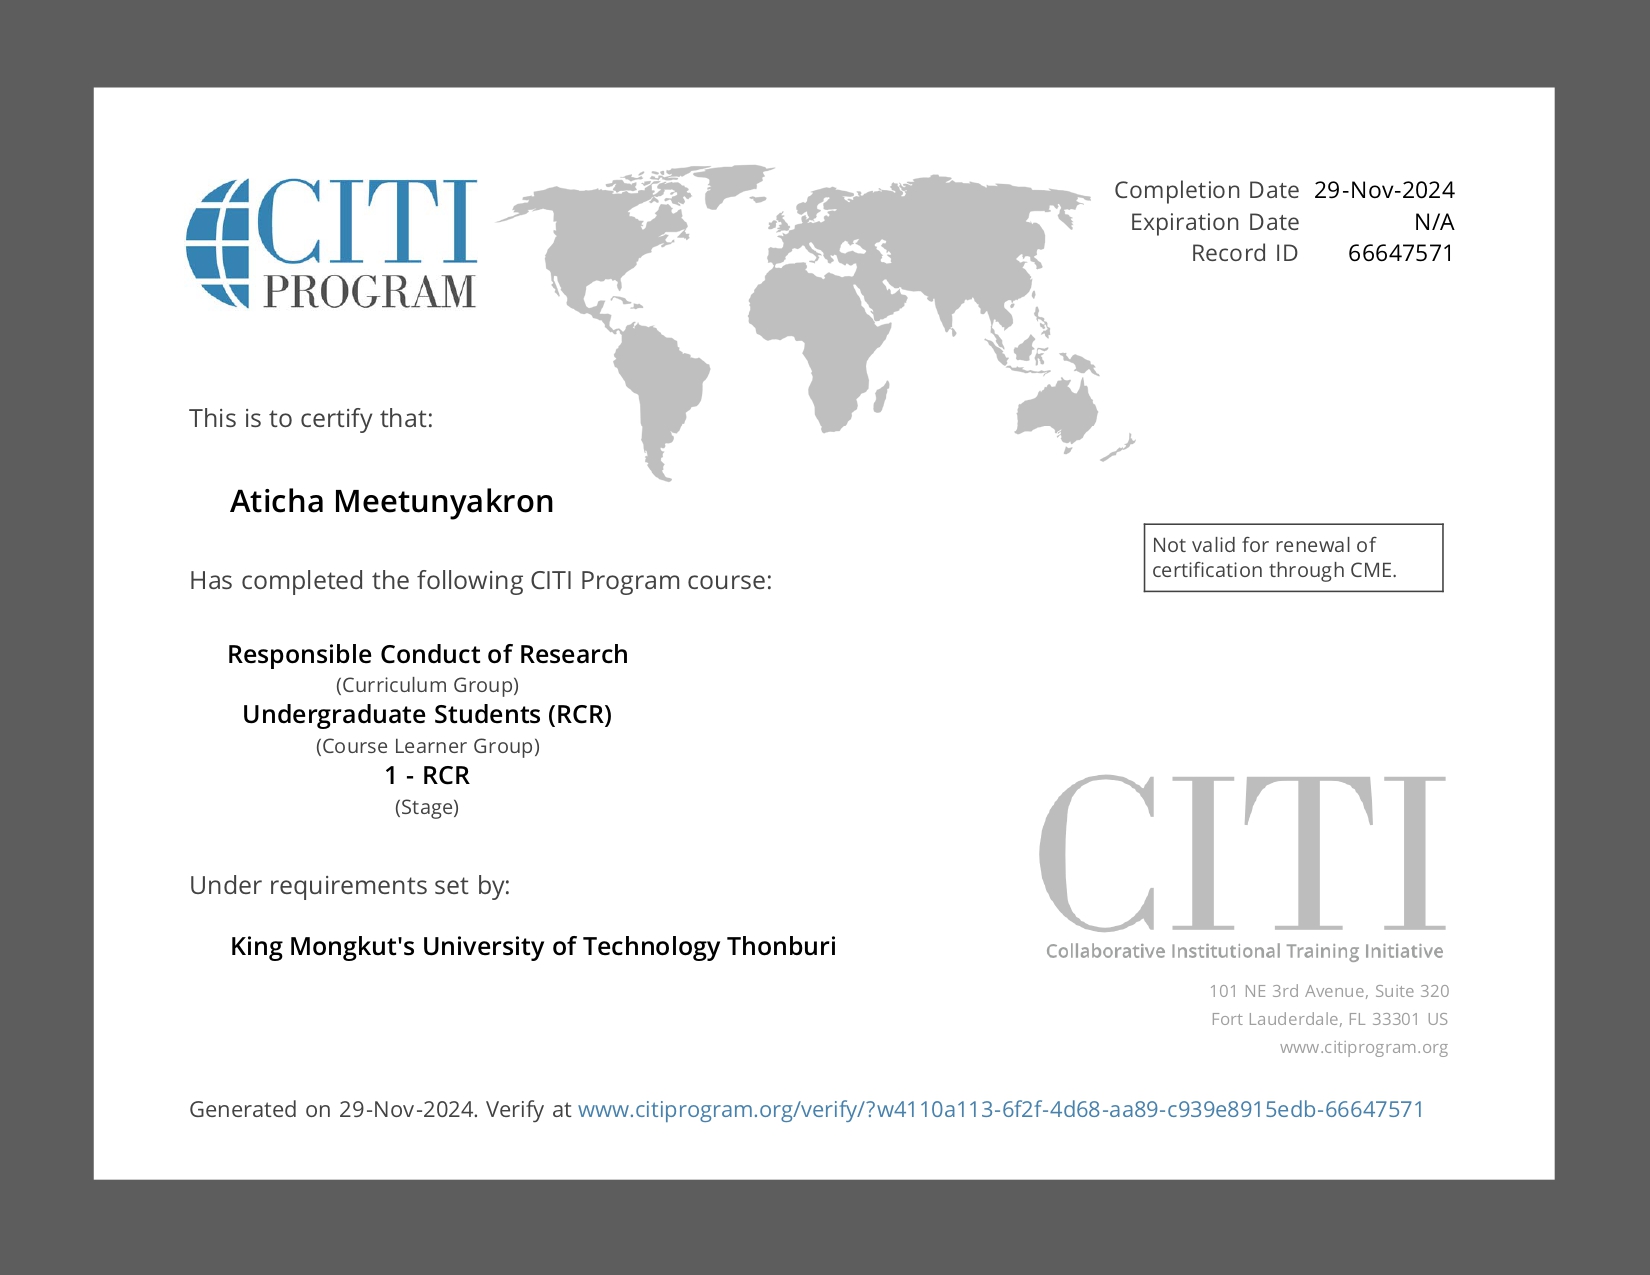 CITI
PROGRAM
Completion Date 29-Nov-2024
Expiration Date N/A
Record ID 66647571
This is to certify that:
Aticha Meetunyakron
Not valid for renewal of
certification through CME.
Has completed the following CITI Program course:
Responsible Conduct of Research
(Curriculum Group)
Undergraduate Students (RCR)
(Course Learner Group)
1 - RCR
(Stage)
Under requirements set by:
King Mongkut's University of Technology Thonburi
CITI
Collaborative Institutional Training Initiative
101 NE 3rd Avenue, Suite 320
Fort Lauderdale, FL 33301 US
www.citiprogram.org
Generated on 29-Nov-2024. Verify at www.citiprogram.org/verify/?w4110a113-6f2f-4d68-aa89-c939e8915edb-66647571